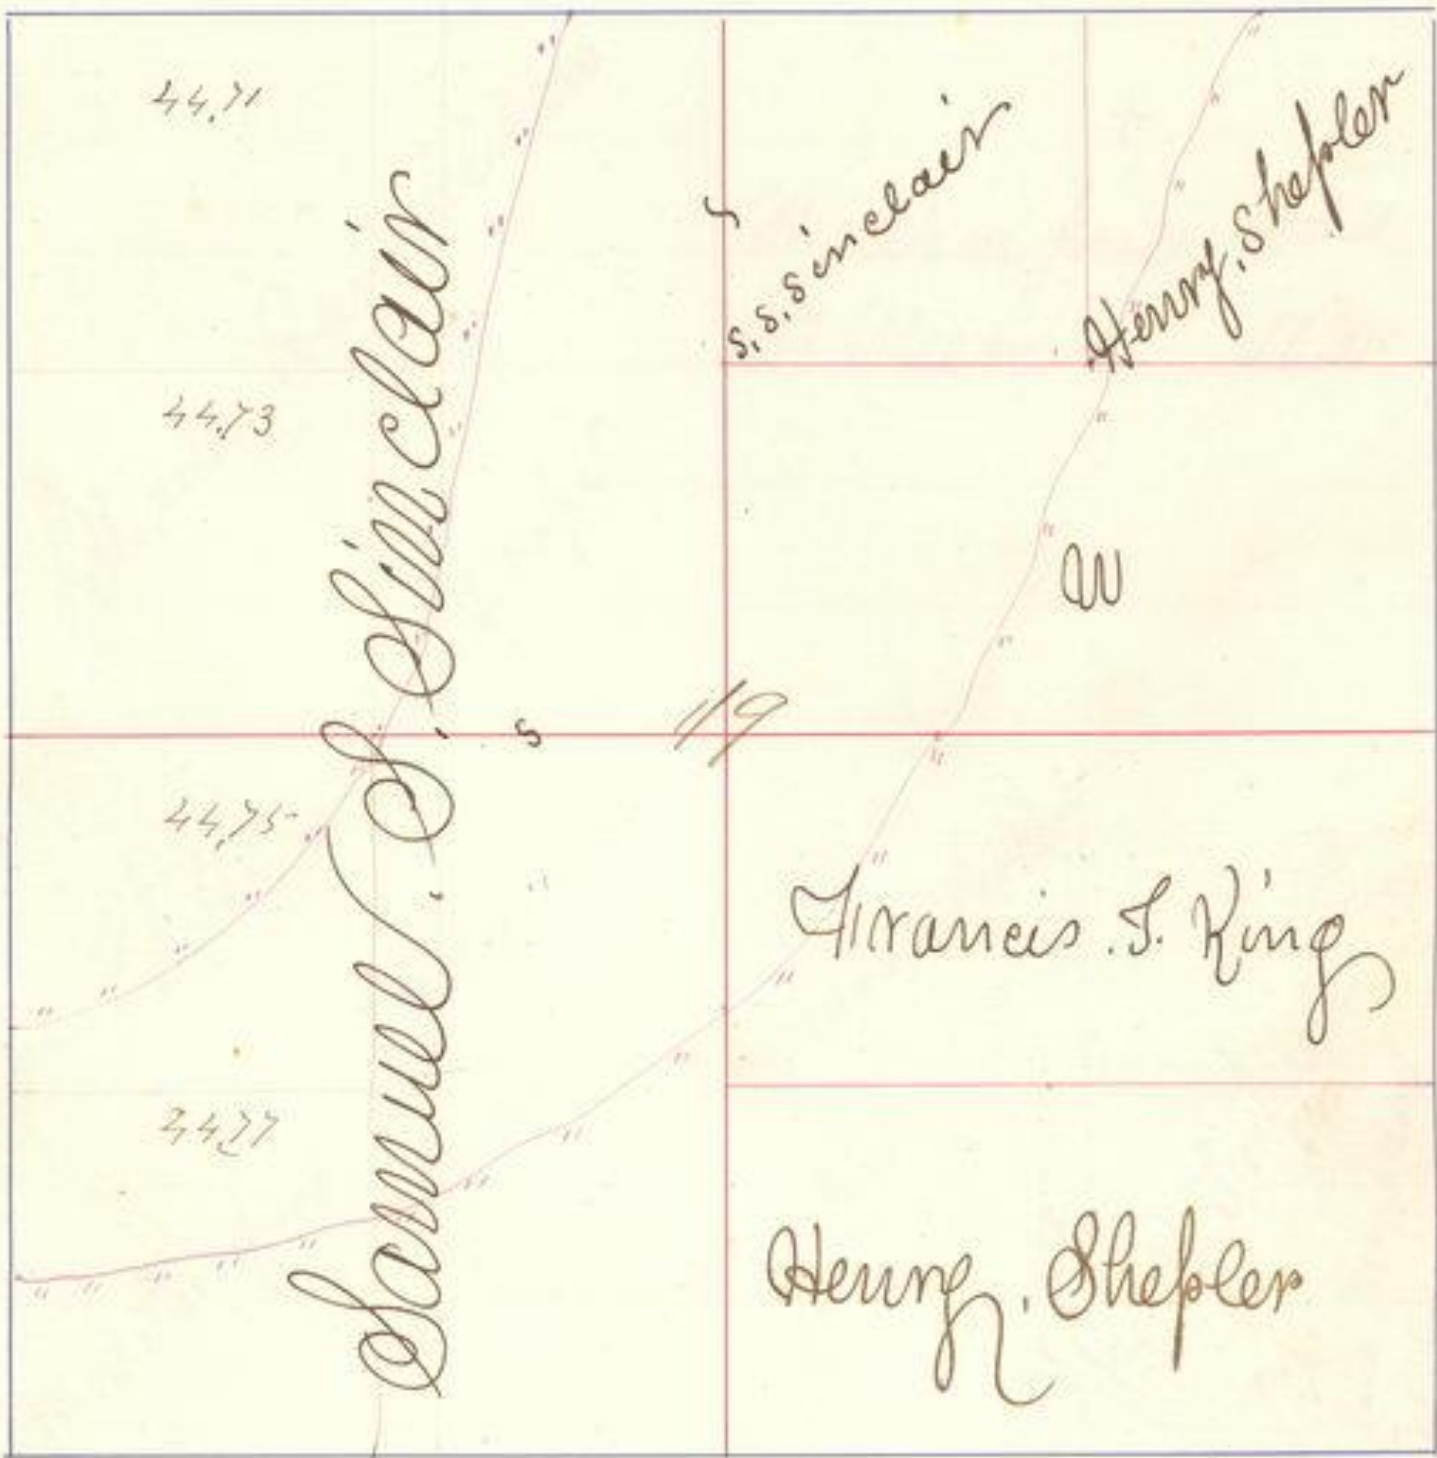 44.71
44.73
44.75
44.77
Samuel. S. Sinclair
S
S
S. S. Sinclair
Henry. Shepler
W
19
Francis. T. King
Henry. Shepler